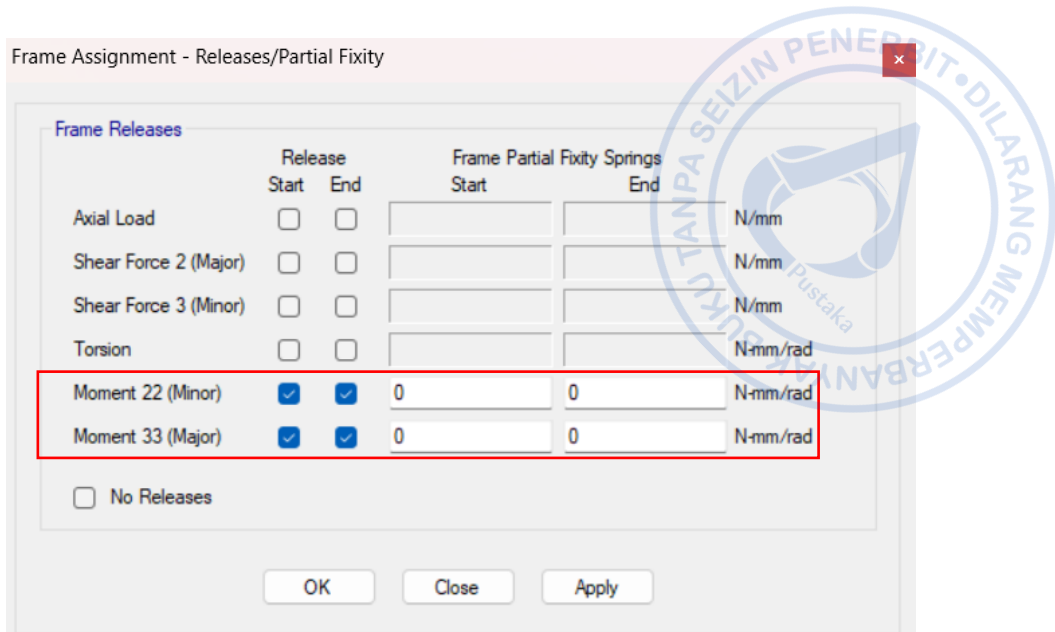 Frame Assignment - Releases/Partial Fixity
Frame Releases
Release Frame Partial Fixity Springs
Start End Start End
Axial Load N/mm
Shear Force 2 (Major) N/mm
Shear Force 3 (Minor) N/mm
Torsion N-mm/rad
Moment 22 (Minor) 0 0 N-mm/rad
Moment 33 (Major) 0 0 N-mm/rad
No Releases
OK Close Apply
DILARANG MEMPERBANYAK BUKU TANPA SEIZIN PENERBIT
Pustaka